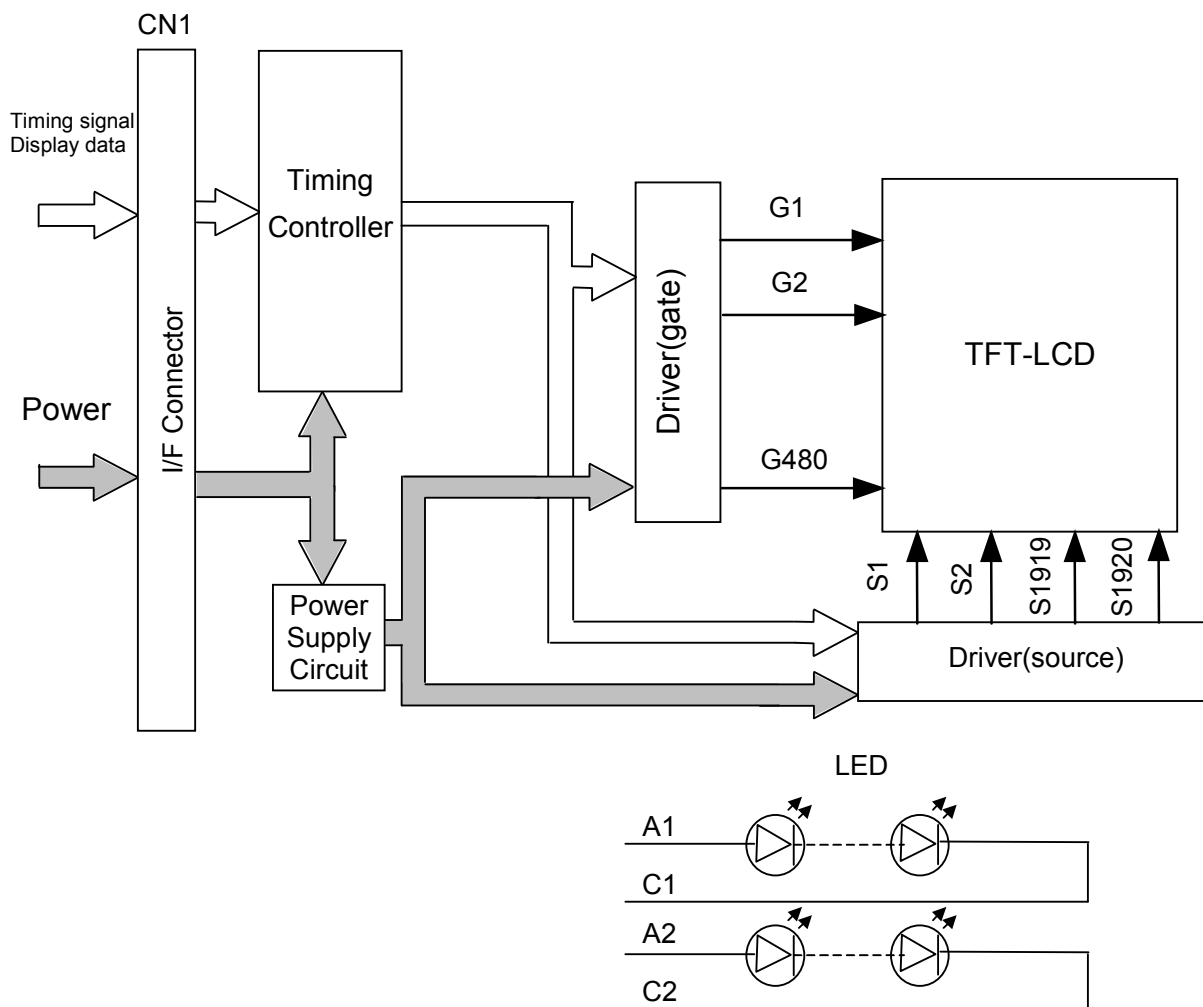 CN1
Timing signal
Display data
Power
I/F Connector
Timing
Controller
Power
Supply
Circuit
Driver(gate)
G1
G2
G480
TFT-LCD
S1
S2
S1919
S1920
Driver(source)
LED
A1
C1
A2
C2